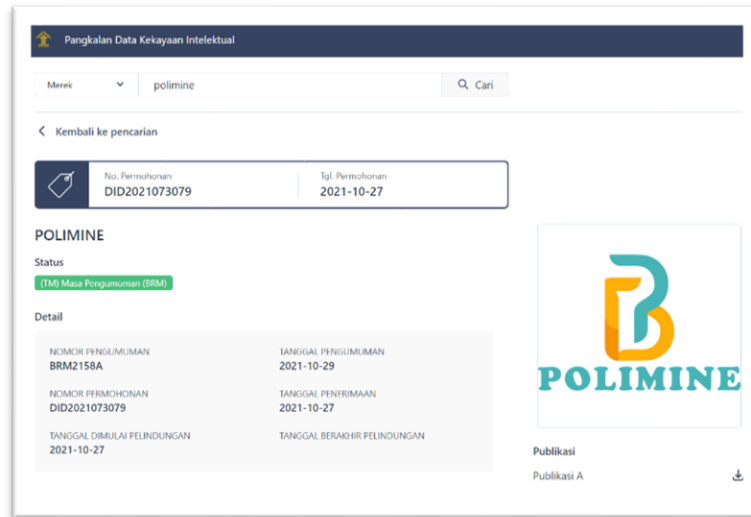 Pangkalan Data Kekayaan Intelektual
Merek polimine Cari
Kembali ke pencarian
No. Permohonan Tgl. Permohonan
DID2021073079 2021-10-27
POLIMINE
Status
(TM) Masa Pengumuman (BRM)
Detail
NOMOR PENGUMUMAN TANGGAL PENGUMUMAN
BRM2158A 2021-10-29
NOMOR PERMOHONAN TANGGAL PENERIMAAN
DID2021073079 2021-10-27
TANGGAL DIMULAI PELINDUNGAN TANGGAL BERAKHIR PELINDUNGAN
2021-10-27
POLIMINE
Publikasi
Publikasi A